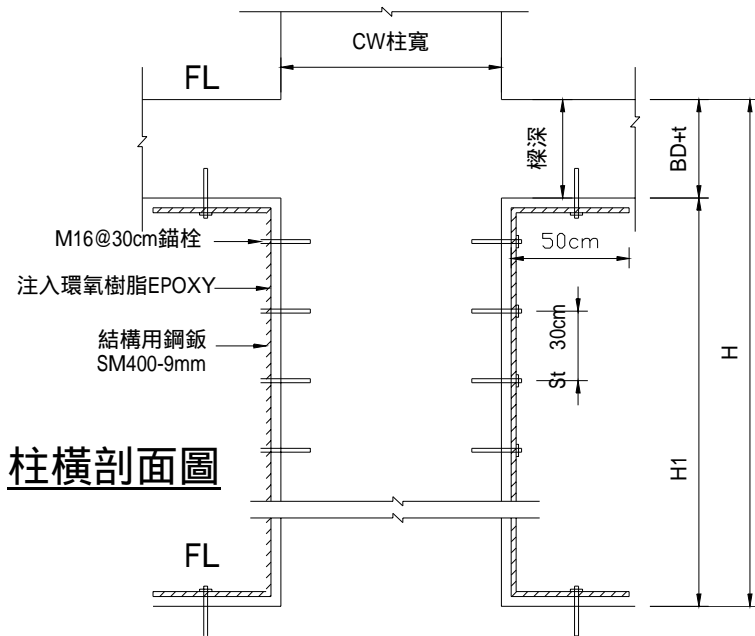 CW柱寬
FL
樑深
BD+t
M16@30cm錨栓
50cm
注入環氧樹脂EPOXY
30cm
結構用鋼鈑
SM400-9mm
St
H
H1
柱橫剖面圖
FL